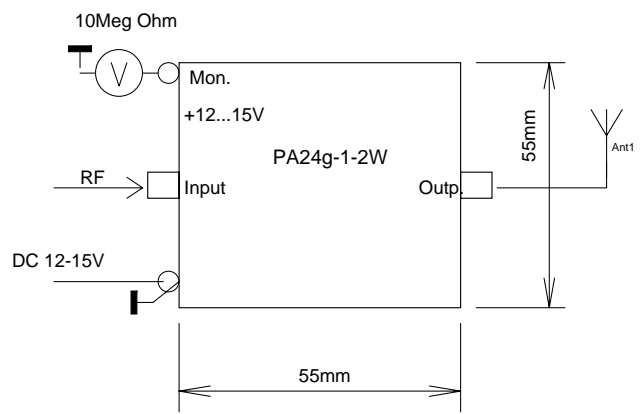 10Meg Ohm
V
Mon.
+12...15V
PA24g-1-2W
55mm
Ant1
RF
Input
Outp.
DC 12-15V
55mm